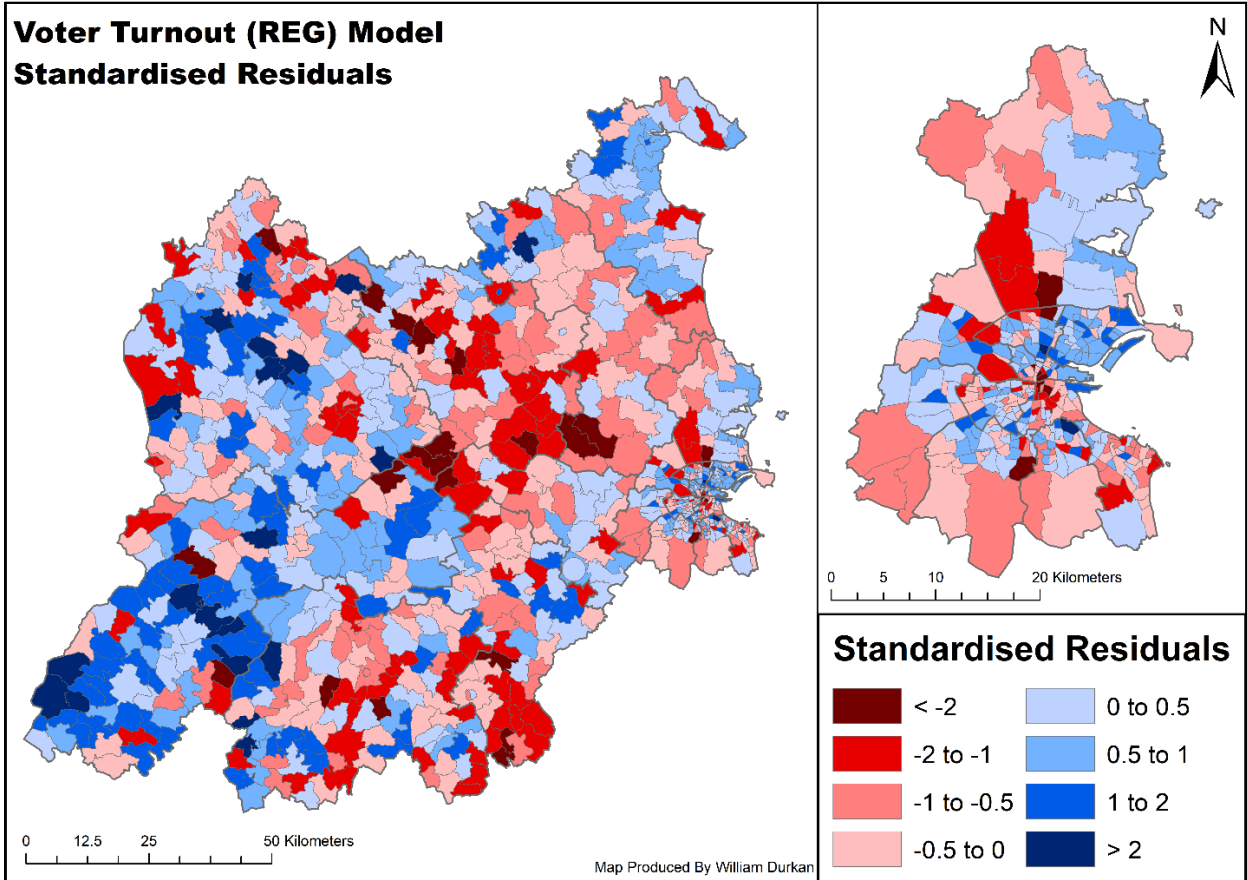 Voter Turnout (REG) Model
Standardised Residuals
N
0 12.5 25 50 Kilometers
Map Produced By William Durkan
0 5 10 20 Kilometers
Standardised Residuals
< -2 0 to 0.5
-2 to -1 0.5 to 1
-1 to -0.5 1 to 2
-0.5 to 0 > 2